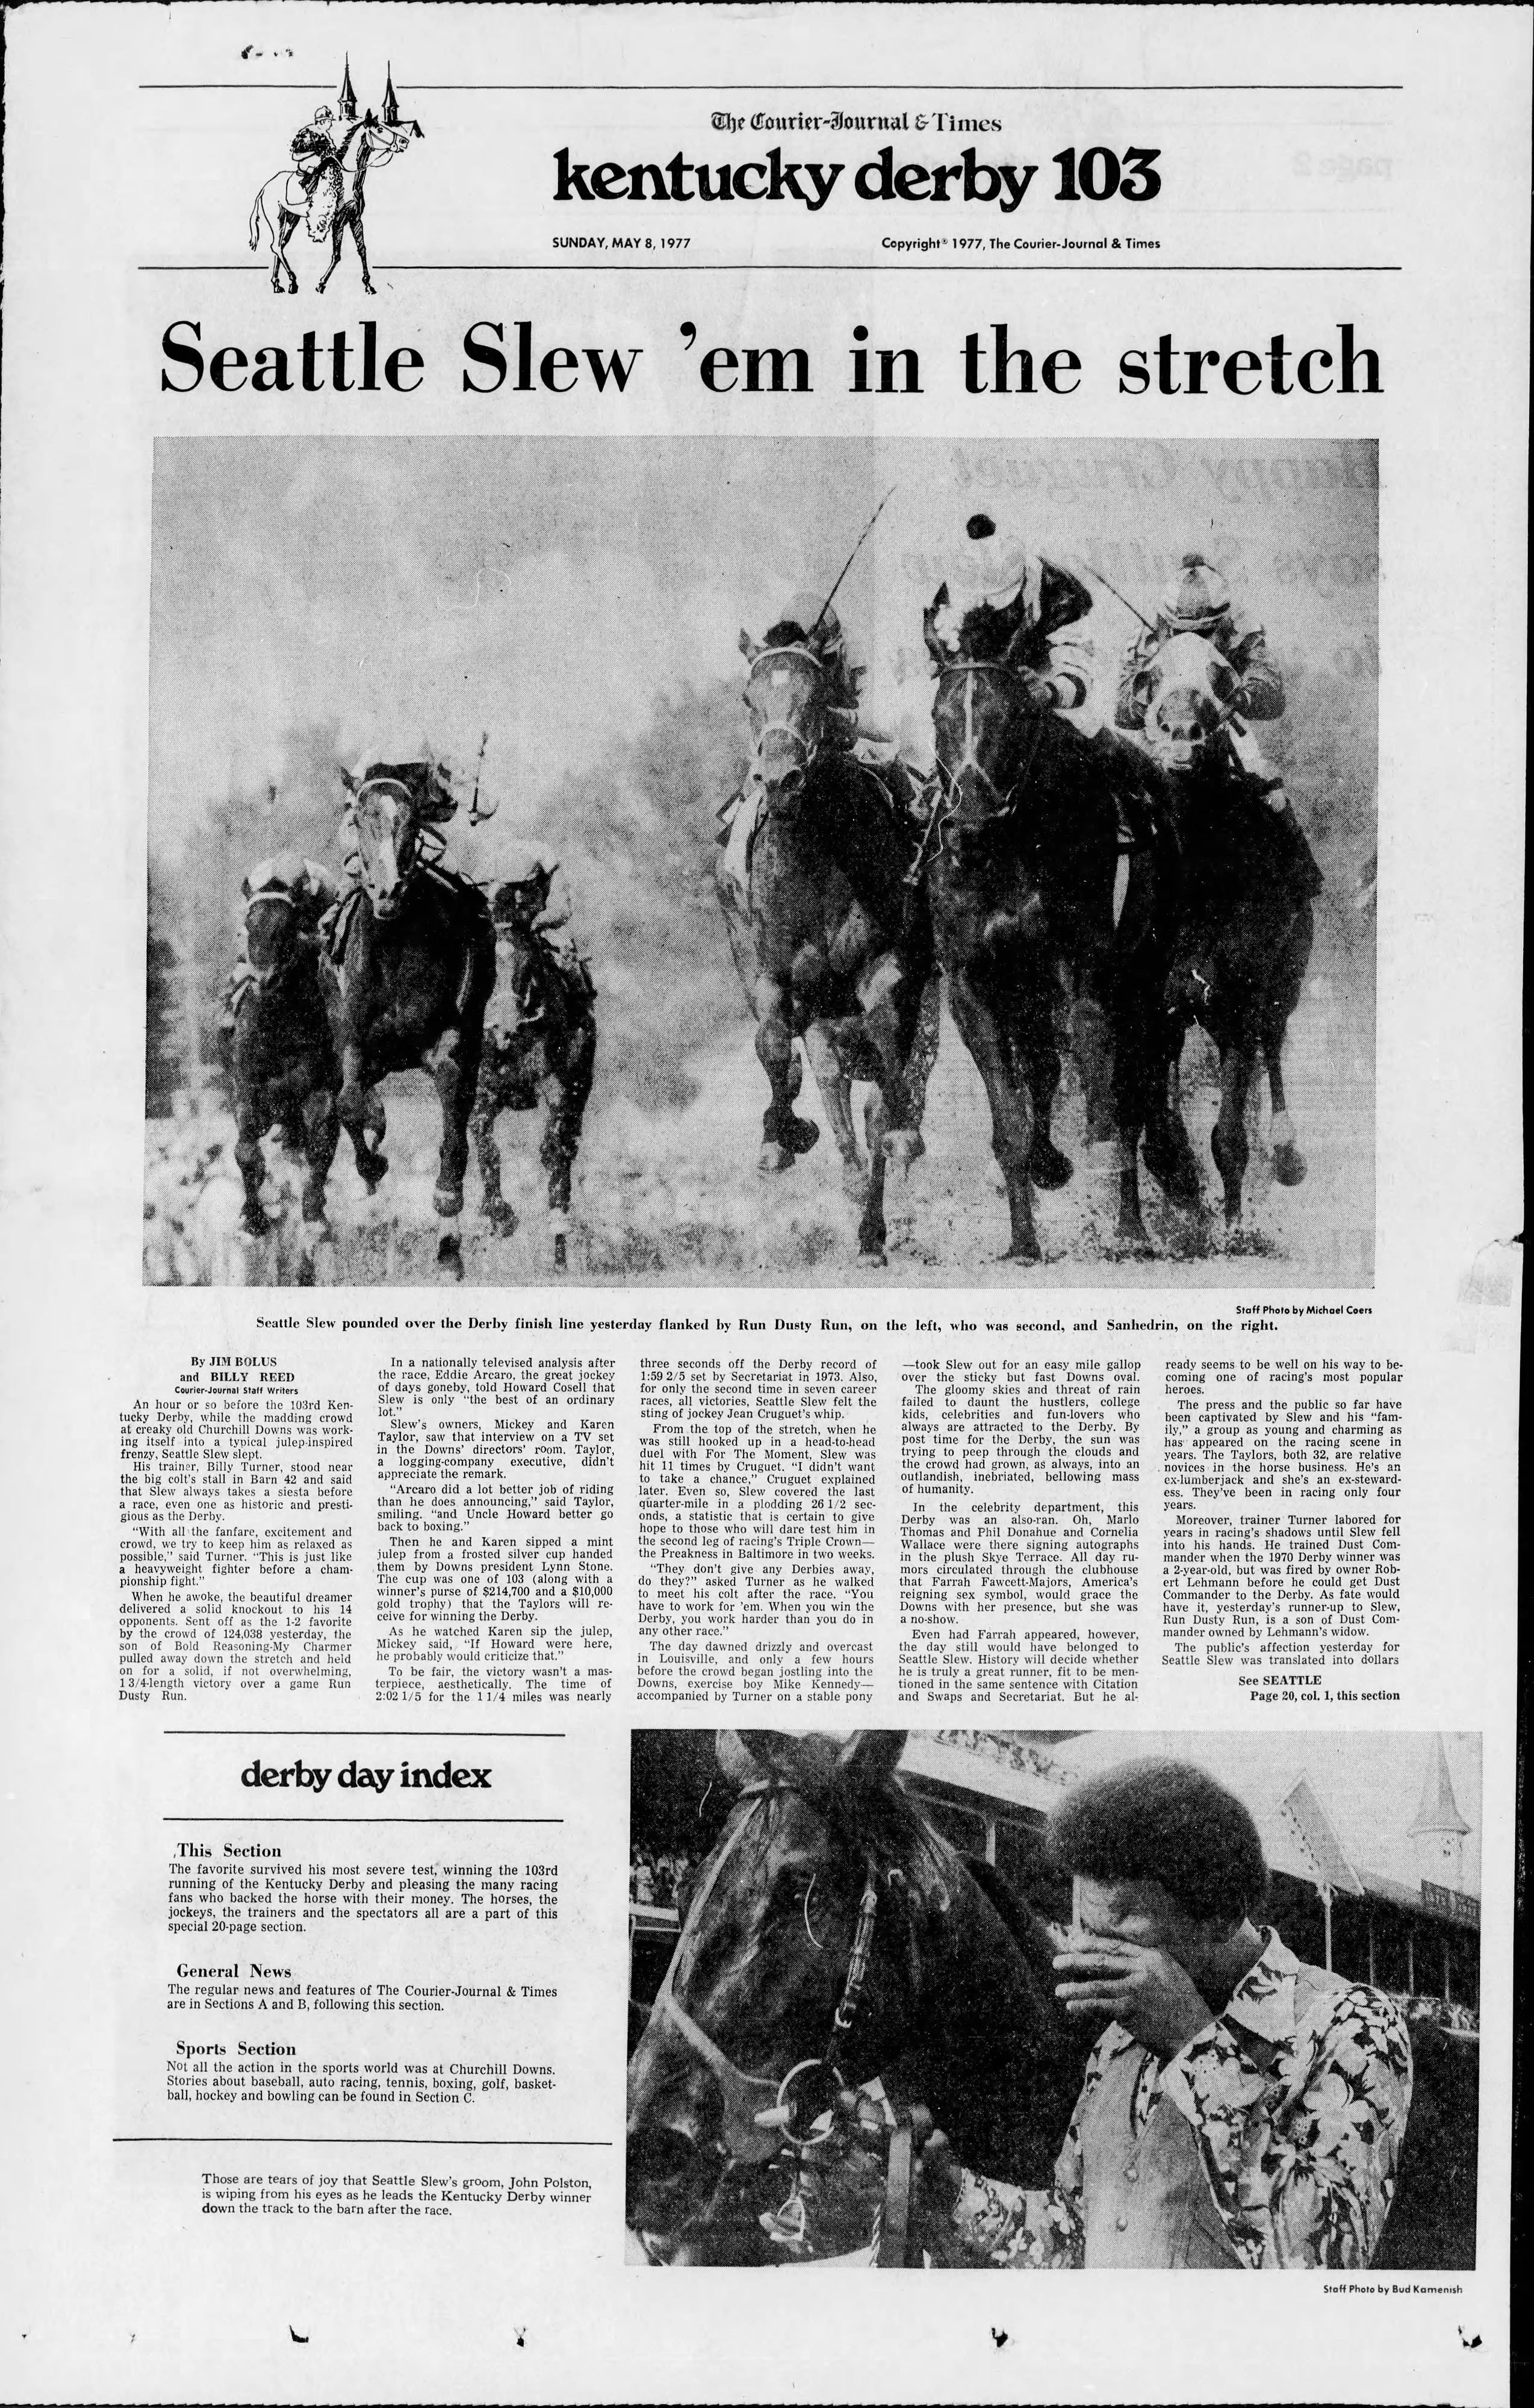 The Courier-Journal & Times
kentucky derby 103
SUNDAY, MAY 8, 1977
Copyright® 1977, The Courier-Journal & Times
Seattle Slew ’em in the stretch
Staff Photo by Michael Coers
Seattle Slew pounded over the Derby finish line yesterday flanked by Run Dusty Run, on the left, who was second, and Sanhedrin, on the right.
By JIM BOLUS
and BILLY REED
Courier-Journal Staff Writers
An hour or so before the 103rd Ken-
tucky Derby, while the madding crowd
at creaky old Churchill Downs was work-
ing itself into a typical julep-inspired
frenzy, Seattle Slew slept.
His trainer, Billy Turner, stood near
the big colt’s stall in Barn 42 and said
that Slew always takes a siesta before
a race, even one as historic and presti-
gious as the Derby.
“With all the fanfare, excitement and
crowd, we try to keep him as relaxed as
possible,” said Turner. “This is just like
a heavyweight fighter before a cham-
pionship fight.”
When he awoke, the beautiful dreamer
delivered a solid knockout to his 14
opponents. Sent off as the 1-2 favorite
by the crowd of 124,038 yesterday, the
son of Bold Reasoning-My Charmer
pulled away down the stretch and held
on for a solid, if not overwhelming,
1 3/4-length victory over a game Run
Dusty Run.
In a nationally televised analysis after
the race, Eddie Arcaro, the great jockey
of days goneby, told Howard Cosell that
Slew is only “the best of an ordinary
lot.”
Slew’s owners, Mickey and Karen
Taylor, saw that interview on a TV set
in the Downs’ directors’ room. Taylor,
a logging-company executive, didn’t
appreciate the remark.
“Arcaro did a lot better job of riding
than he does announcing,” said Taylor,
smiling. “and Uncle Howard better go
back to boxing.”
Then he and Karen sipped a mint
julep from a frosted silver cup handed
them by Downs president Lynn Stone.
The cup was one of 103 (along with a
winner’s purse of $214,700 and a $10,000
gold trophy) that the Taylors will re-
ceive for winning the Derby.
As he watched Karen sip the julep,
Mickey said, “If Howard were here,
he probably would criticize that.”
To be fair, the victory wasn’t a mas-
terpiece, aesthetically. The time of
2:02 1/5 for the 1 1/4 miles was nearly
three seconds off the Derby record of
1:59 2/5 set by Secretariat in 1973. Also,
for only the second time in seven career
races, all victories, Seattle Slew felt the
sting of jockey Jean Cruguet’s whip.
From the top of the stretch, when he
was still hooked up in a head-to-head
duel with For The Moment, Slew was
hit 11 times by Cruguet. “I didn’t want
to take a chance,” Cruguet explained
later. Even so, Slew covered the last
quarter-mile in a plodding 26 1/2 sec-
onds, a statistic that is certain to give
hope to those who will dare test him in
the second leg of racing’s Triple Crown—
the Preakness in Baltimore in two weeks.
“They don’t give any Derbies away,
do they?” asked Turner as he walked
to meet his colt after the race. “You
have to work for ’em. When you win the
Derby, you work harder than you do in
any other race.”
The day dawned drizzly and overcast
in Louisville, and only a few hours
before the crowd began jostling into the
Downs, exercise boy Mike Kennedy—
accompanied by Turner on a stable pony
—took Slew out for an easy mile gallop
over the sticky but fast Downs oval.
The gloomy skies and threat of rain
failed to daunt the hustlers, college
kids, celebrities and fun-lovers who
always are attracted to the Derby. By
post time for the Derby, the sun was
trying to peep through the clouds and
the crowd had grown, as always, into an
outlandish, inebriated, bellowing mass
of humanity.
In the celebrity department, this
Derby was an also-ran. Oh, Marlo
Thomas and Phil Donahue and Cornelia
Wallace were there signing autographs
in the plush Skye Terrace. All day ru-
mors circulated through the clubhouse
that Farrah Fawcett-Majors, America’s
reigning sex symbol, would grace the
Downs with her presence, but she was
a no-show.
Even had Farrah appeared, however,
the day still would have belonged to
Seattle Slew. History will decide whether
he is truly a great runner, fit to be men-
tioned in the same sentence with Citation
and Swaps and Secretariat. But he al-
ready seems to be well on his way to be-
coming one of racing’s most popular
heroes.
The press and the public so far have
been captivated by Slew and his “fam-
ily,” a group as young and charming as
has appeared on the racing scene in
years. The Taylors, both 32, are relative
novices in the horse business. He’s an
ex-lumberjack and she’s an ex-steward-
ess. They’ve been in racing only four
years.
Moreover, trainer Turner labored for
years in racing’s shadows until Slew fell
into his hands. He trained Dust Com-
mander when the 1970 Derby winner was
a 2-year-old, but was fired by owner Rob-
ert Lehmann before he could get Dust
Commander to the Derby. As fate would
have it, yesterday’s runner-up to Slew,
Run Dusty Run, is a son of Dust Com-
mander owned by Lehmann’s widow.
The public’s affection yesterday for
Seattle Slew was translated into dollars
See SEATTLE
Page 20, col. 1, this section
derby day index
This Section
The favorite survived his most severe test, winning the 103rd
running of the Kentucky Derby and pleasing the many racing
fans who backed the horse with their money. The horses, the
jockeys, the trainers and the spectators all are a part of this
special 20-page section.
General News
The regular news and features of The Courier-Journal & Times
are in Sections A and B, following this section.
Sports Section
Not all the action in the sports world was at Churchill Downs.
Stories about baseball, auto racing, tennis, boxing, golf, basket-
ball, hockey and bowling can be found in Section C.
Those are tears of joy that Seattle Slew’s groom, John Polston,
is wiping from his eyes as he leads the Kentucky Derby winner
down the track to the barn after the race.
Staff Photo by Bud Kamenish